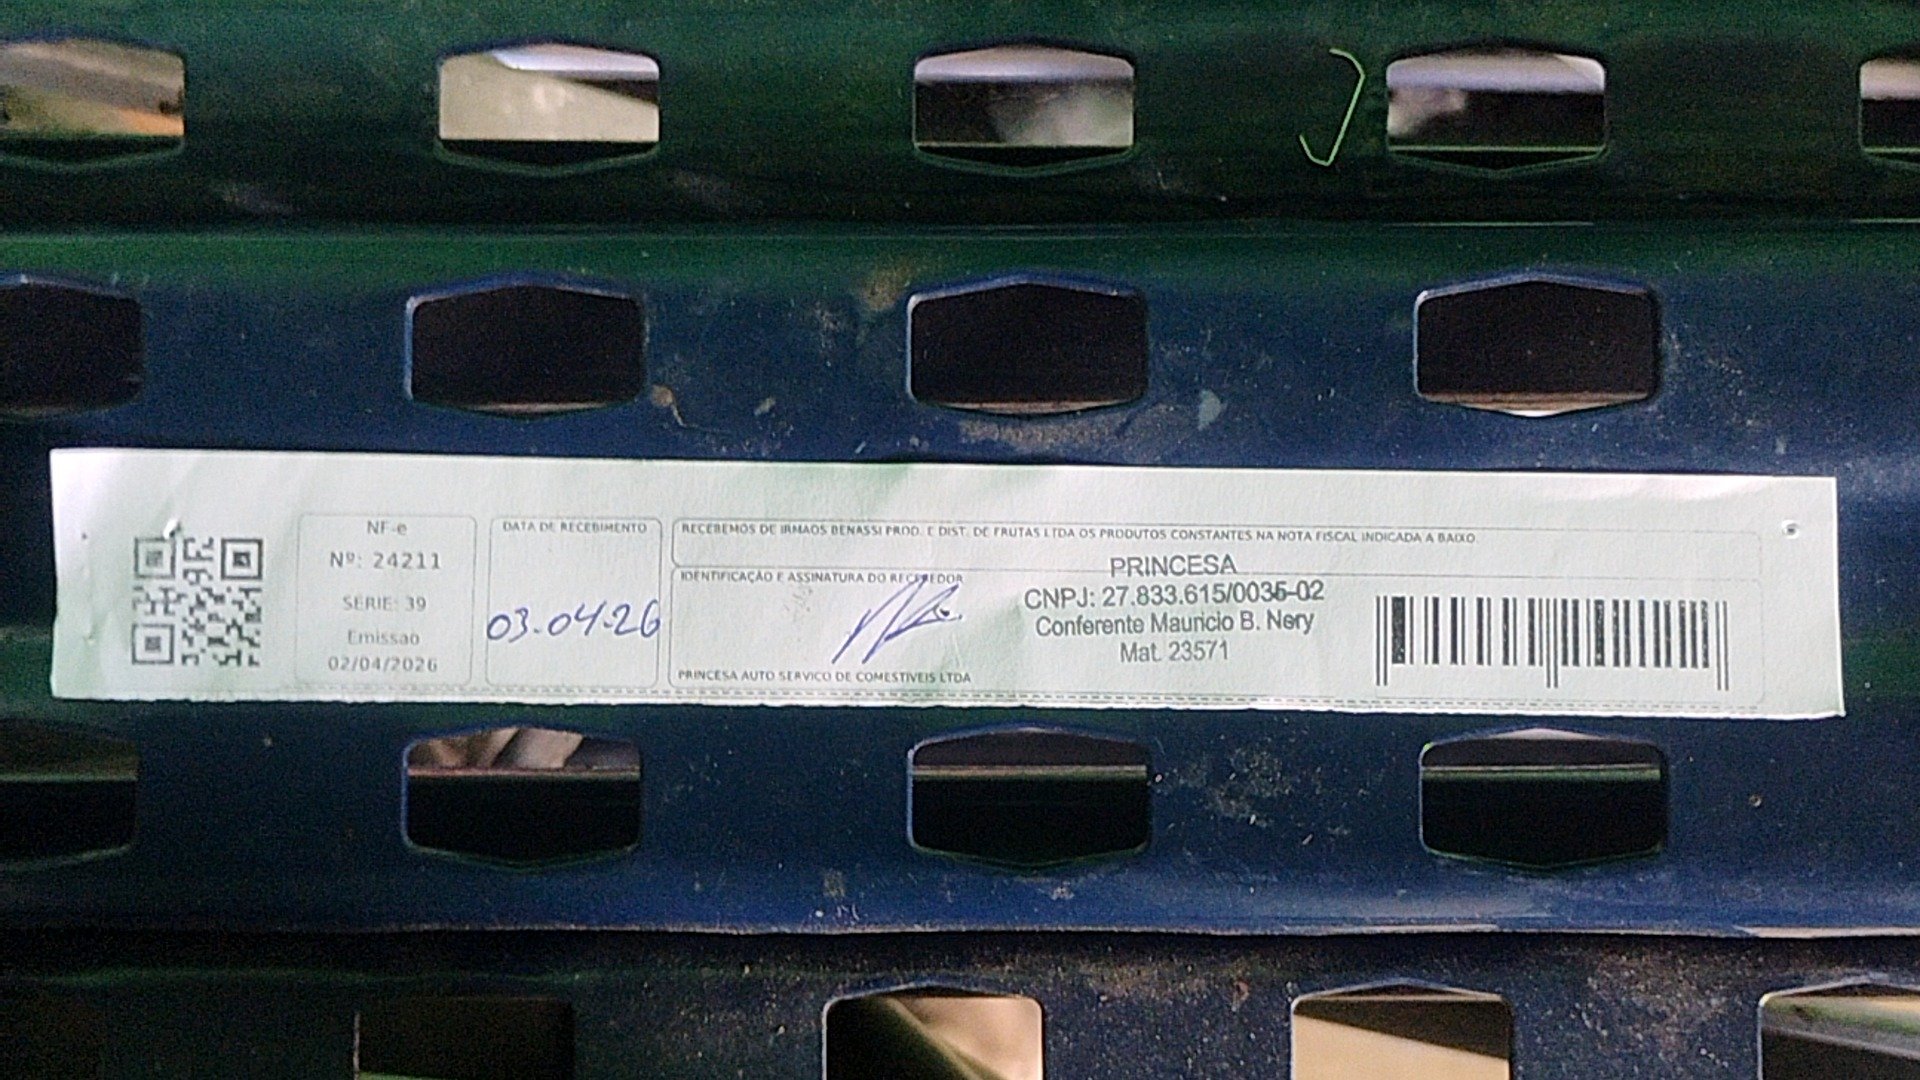 NF-e
Nº: 24211
SÉRIE: 39
Emissao
02/04/2026
DATA DE RECEBIMENTO
03.04.26
RECEBEMOS DE IRMAOS BENASSI PROD. E DIST. DE FRUTAS LTDA OS PRODUTOS CONSTANTES NA NOTA FISCAL INDICADA A BAIXO
IDENTIFICAÇÃO E ASSINATURA DO RECEBEDOR
PRINCESA
CNPJ: 27.833.615/0035-02
Conferente Mauricio B. Nery
Mat. 23571
PRINCESA AUTO SERVICO DE COMESTIVEIS LTDA